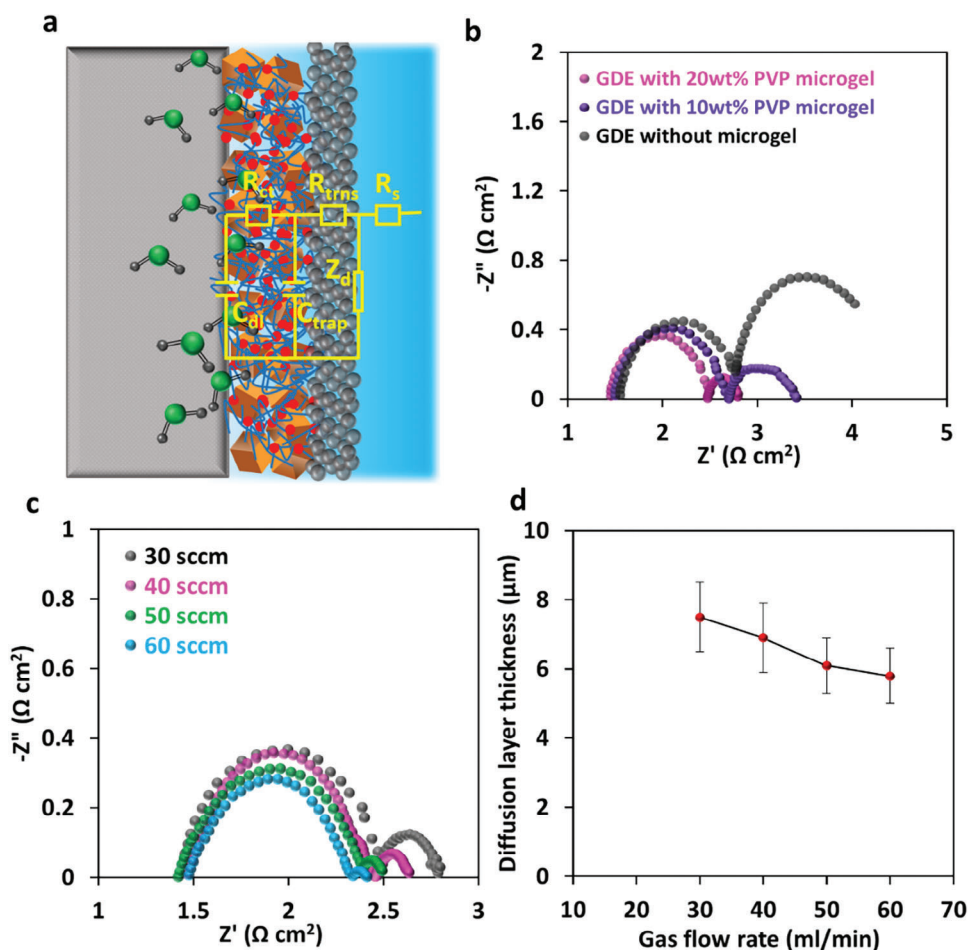 a
R_ct R_trns R_s
Z_d
C_dl C_trap
b
-Z" (Ω cm²)
2
1.6
1.2
0.8
0.4
0
GDE with 20wt% PVP microgel
GDE with 10wt% PVP microgel
GDE without microgel
1 2 3 4 5
Z' (Ω cm²)
c
-Z" (Ω cm²)
1
0.8
0.6
0.4
0.2
0
30 sccm
40 sccm
50 sccm
60 sccm
1 1.5 2 2.5 3
Z' (Ω cm²)
d
Diffusion layer thickness (μm)
10
8
6
4
2
0
10 20 30 40 50 60 70
Gas flow rate (ml/min)